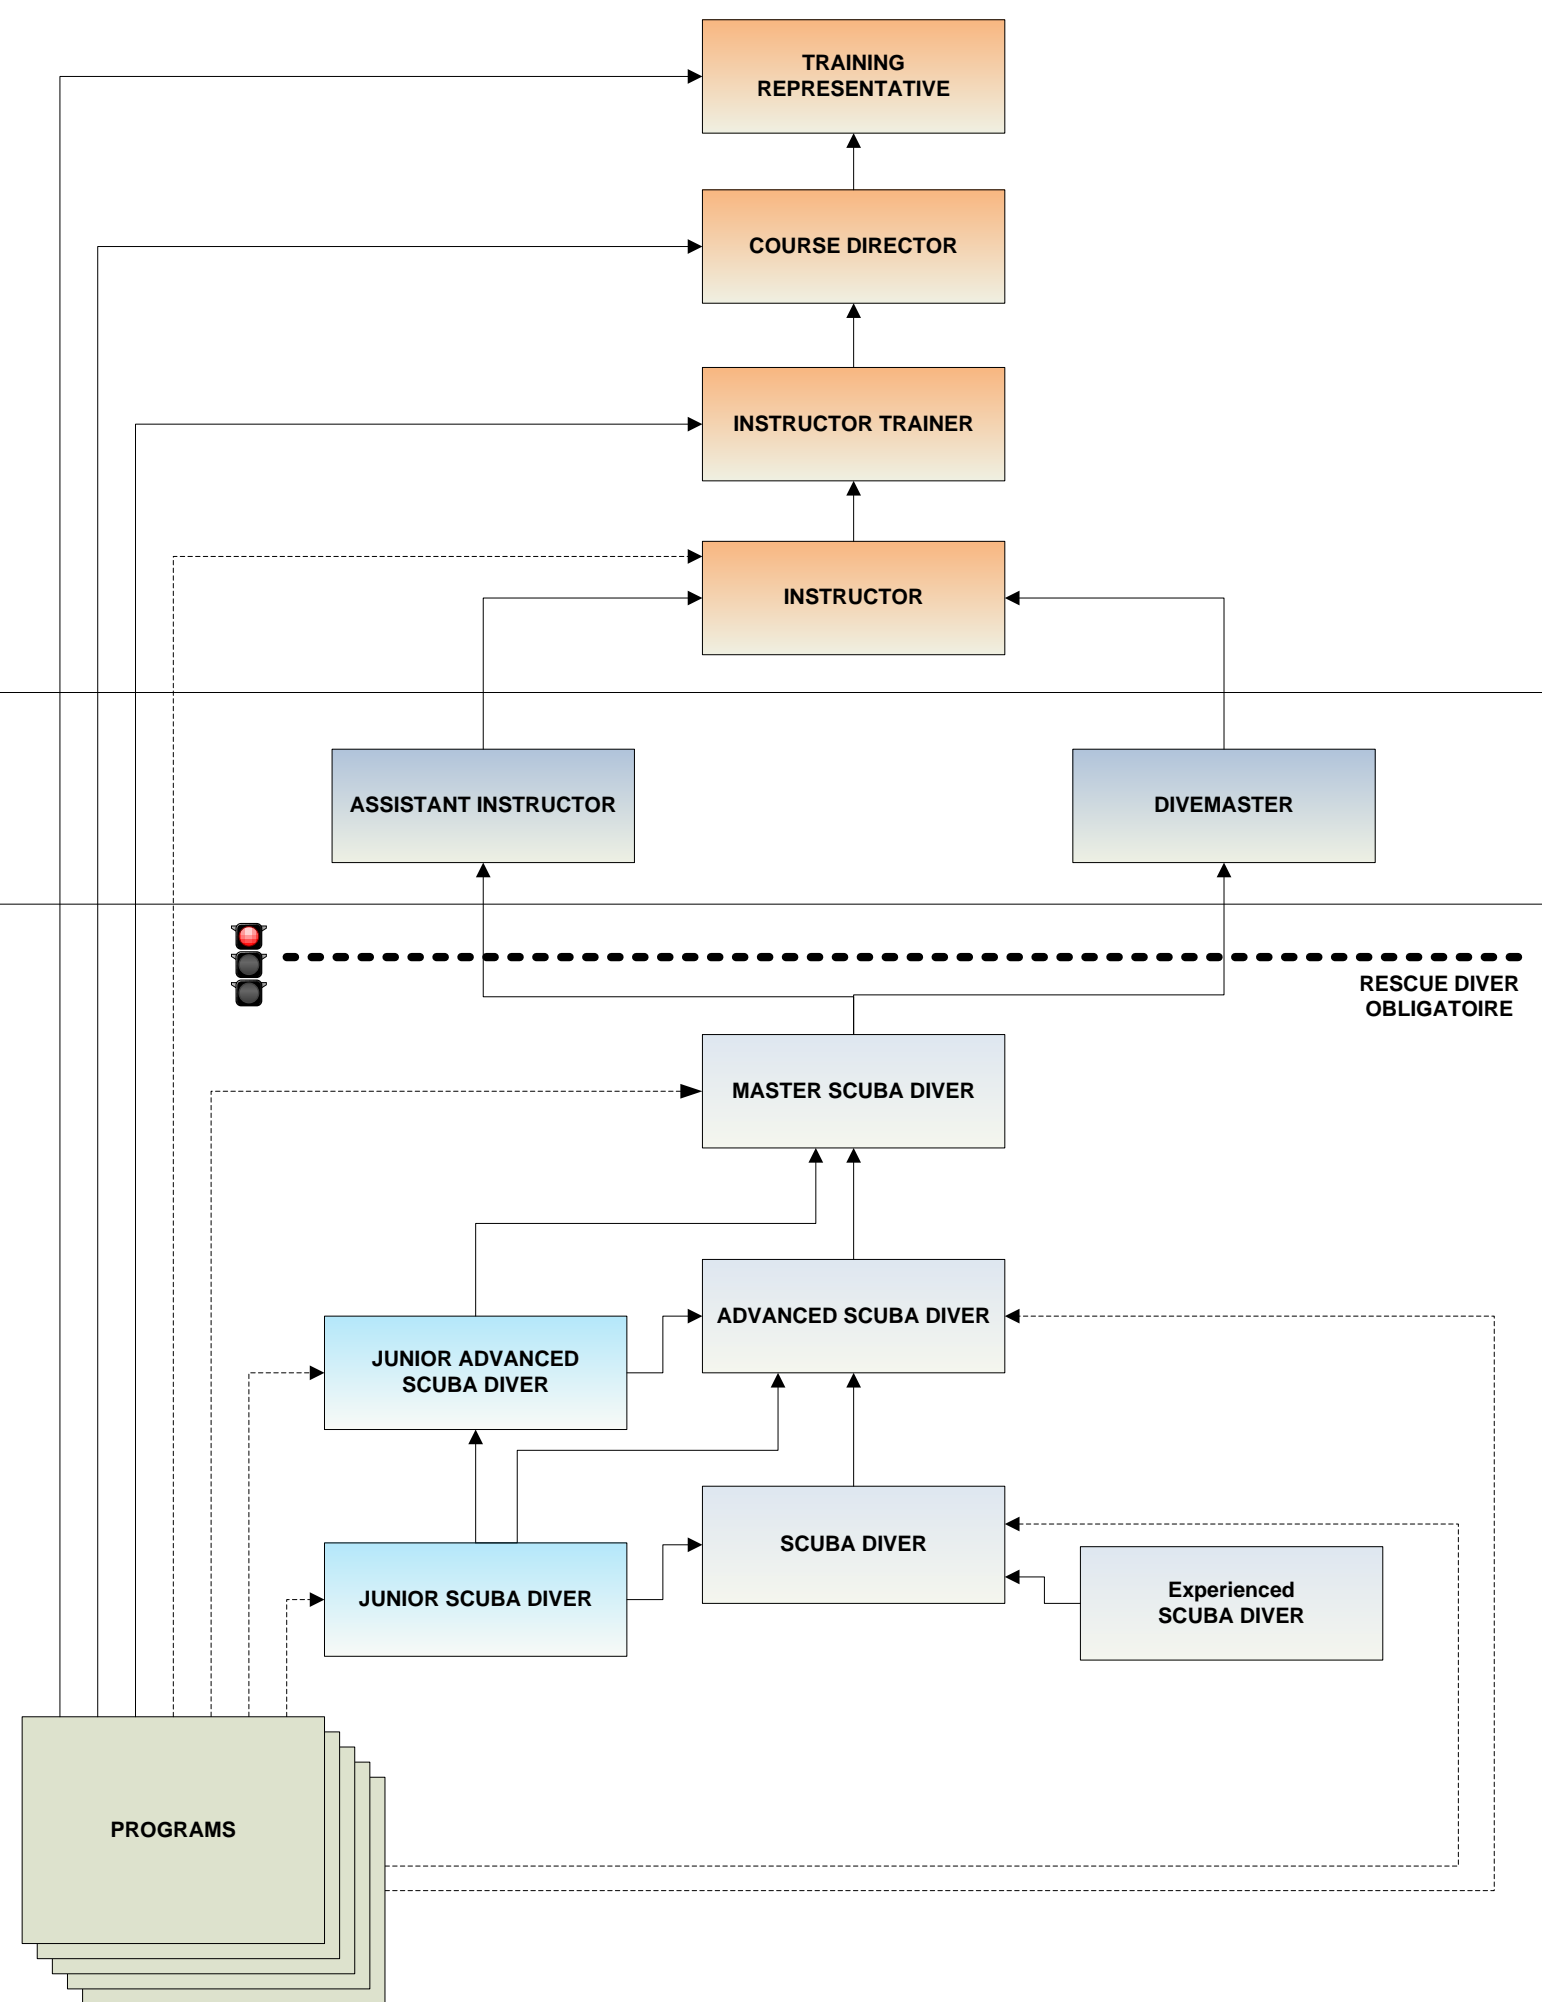 TRAINING
REPRESENTATIVE
COURSE DIRECTOR
INSTRUCTOR TRAINER
INSTRUCTOR
ASSISTANT INSTRUCTOR
DIVEMASTER
RESCUE DIVER
OBLIGATOIRE
MASTER SCUBA DIVER
ADVANCED SCUBA DIVER
JUNIOR ADVANCED
SCUBA DIVER
SCUBA DIVER
JUNIOR SCUBA DIVER
Experienced
SCUBA DIVER
PROGRAMS